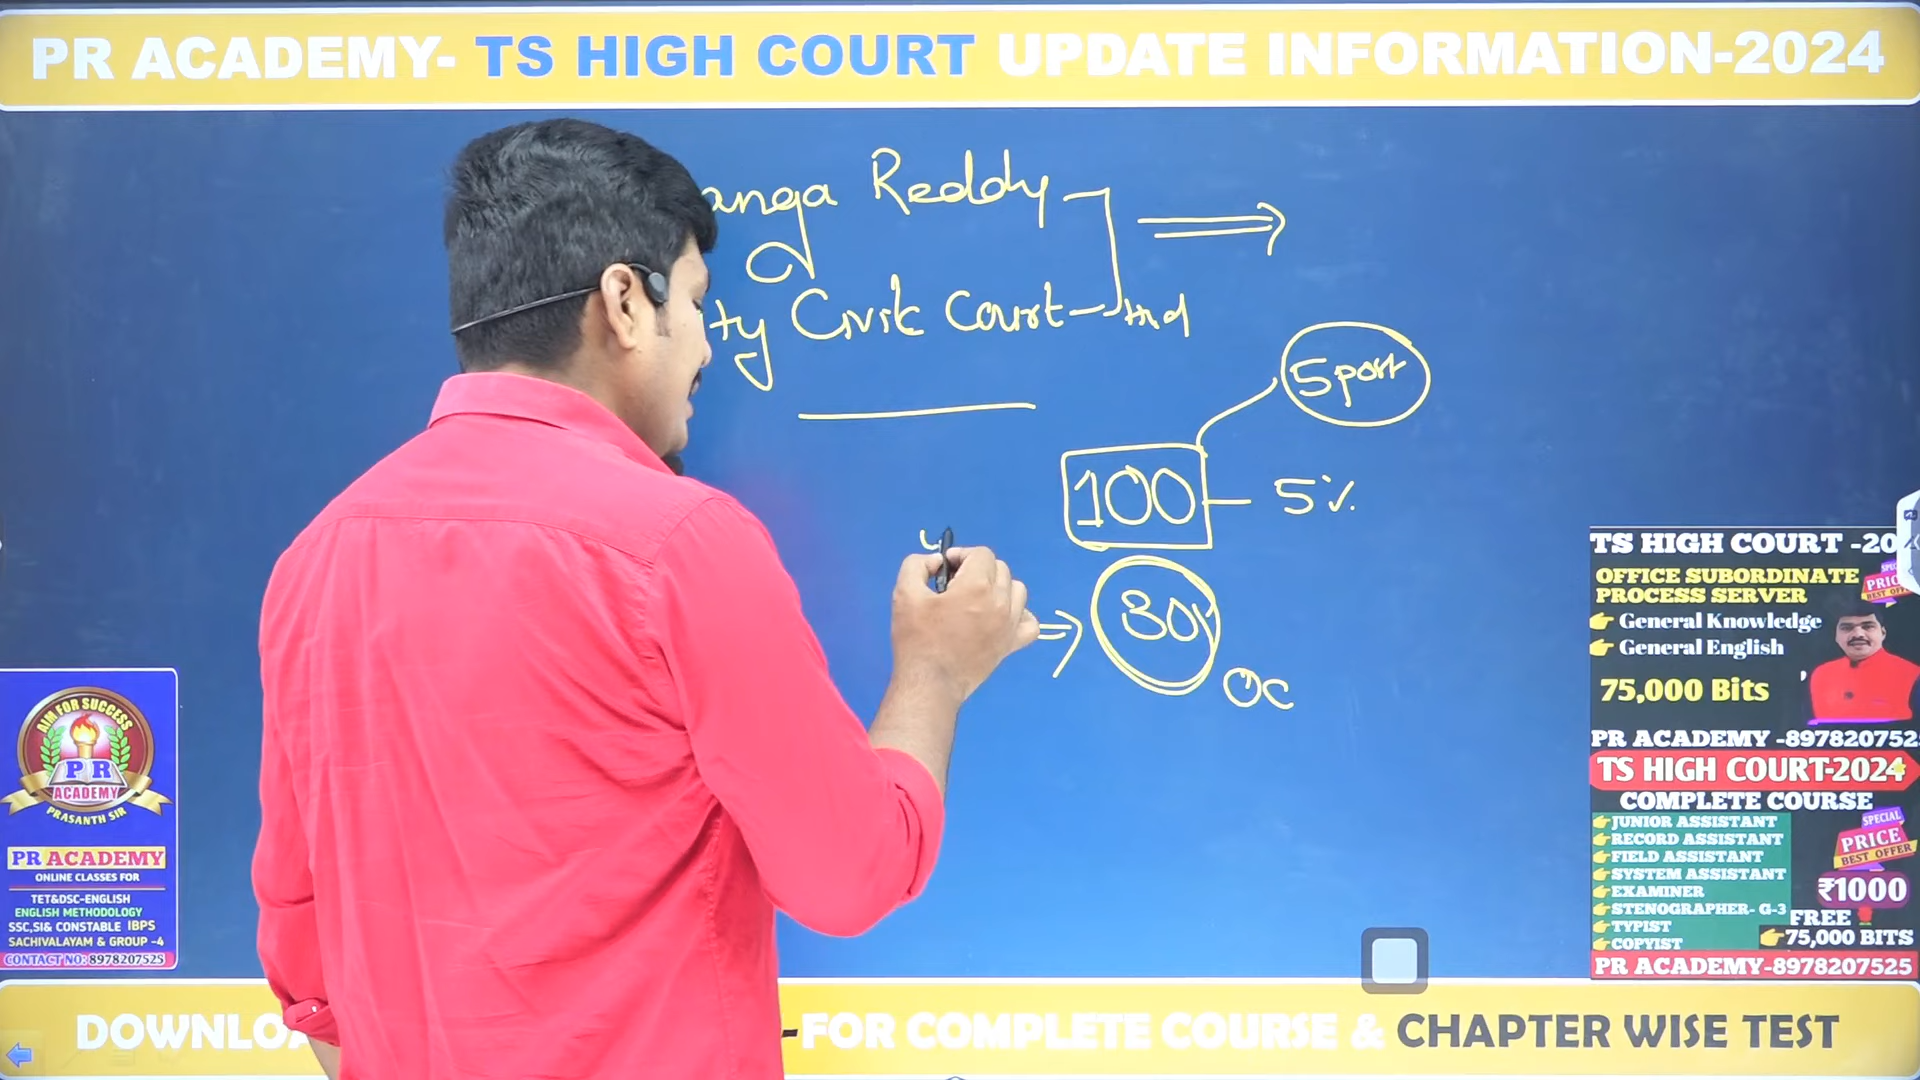 PR ACADEMY- TS HIGH COURT UPDATE INFORMATION-2024
anga Reddy
ty Civil Court - Hyd
5 post
100 - 5%
30
OC
TS HIGH COURT -20
OFFICE SUBORDINATE
PROCESS SERVER
General Knowledge
General English
75,000 Bits
PR ACADEMY -897820752
TS HIGH COURT-2024
COMPLETE COURSE
JUNIOR ASSISTANT
RECORD ASSISTANT
FIELD ASSISTANT
SYSTEM ASSISTANT
EXAMINER
STENOGRAPHER- G-3
TYPIST
COPYIST
SPECIAL
PRICE
BEST OFFER
₹1000
FREE
75,000 BITS
PR ACADEMY-8978207525
AIM FOR SUCCESS
P R
ACADEMY
PRASANTH SIR
PR ACADEMY
ONLINE CLASSES FOR
TET&DSC-ENGLISH
ENGLISH METHODOLOGY
SSC,SI& CONSTABLE IBPS
SACHIVALAYAM & GROUP -4
CONTACT NO: 8978207525
DOWNLO
-FOR COMPLETE COURSE & CHAPTER WISE TEST